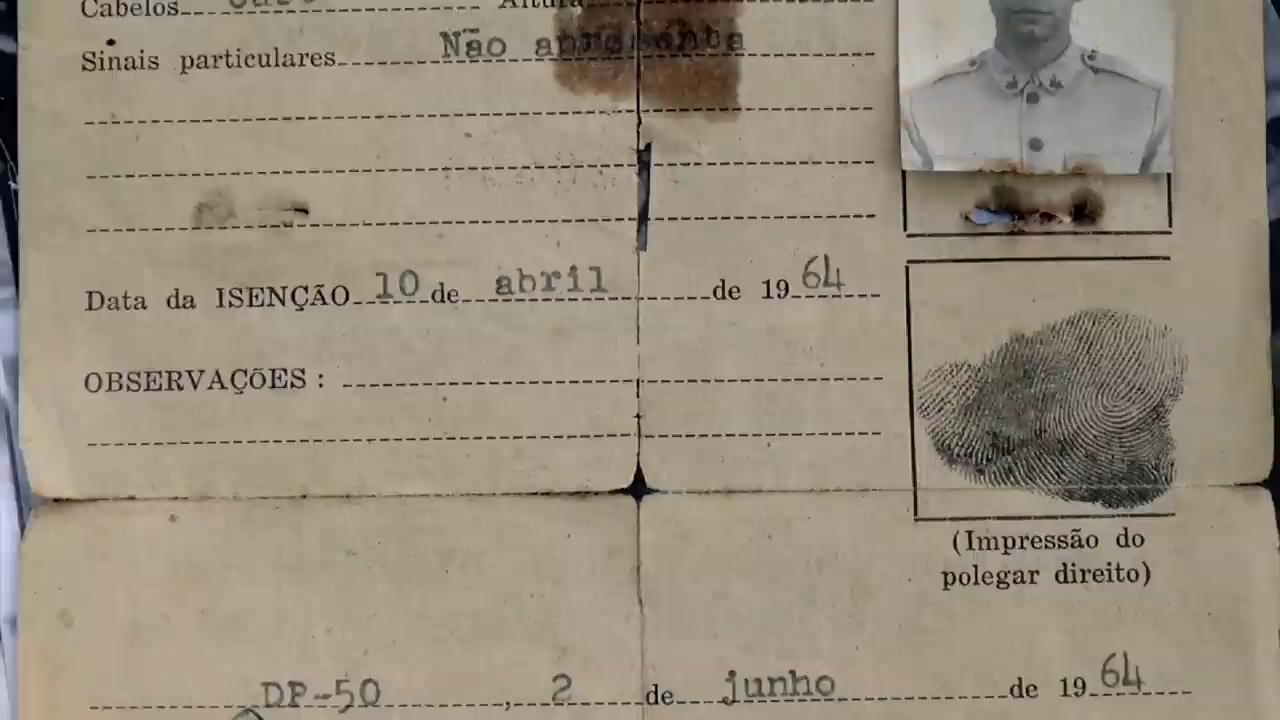 Cabelos Altura
Sinais particulares Não apresenta
Data da ISENÇÃO 10 de abril de 1964
OBSERVAÇÕES :
(Impressão do
polegar direito)
DP-50, 2 de junho de 1964